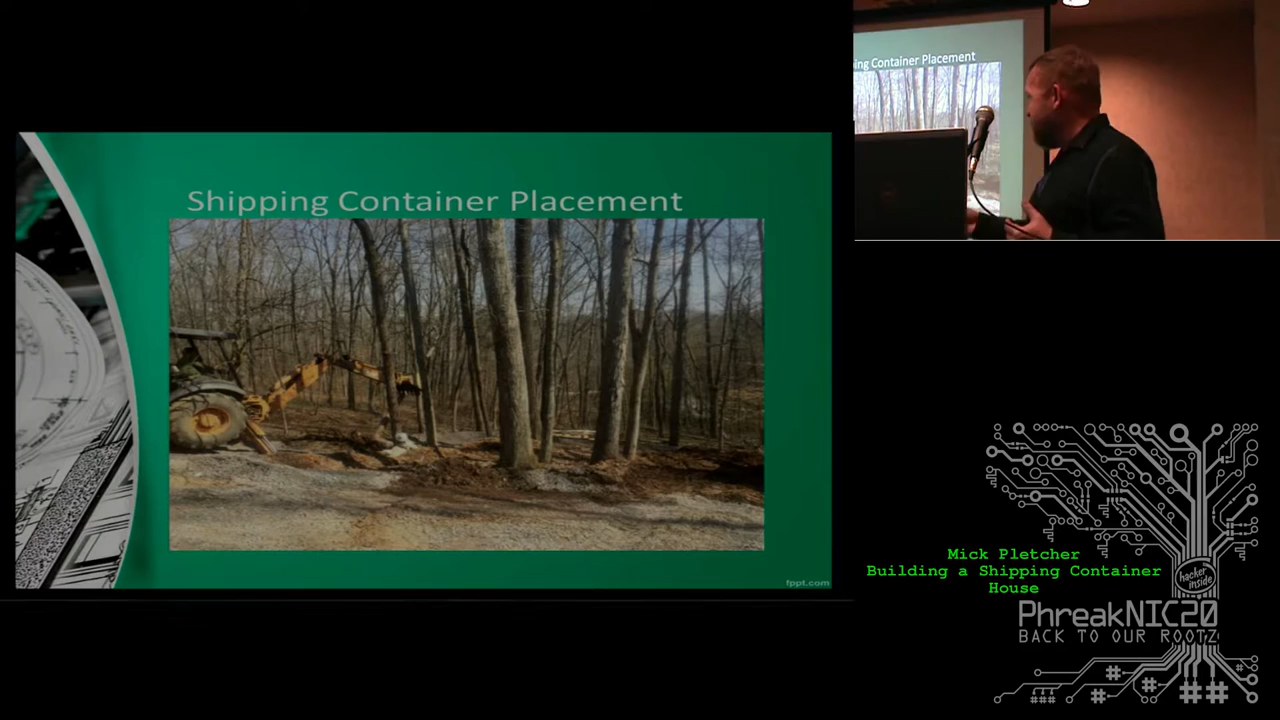 Shipping Container Placement
fppt.com
ing Container Placement
Mick Pletcher
Building a Shipping Container
House
hacker
inside
PhreakNIC20
BACK TO OUR ROOTZ